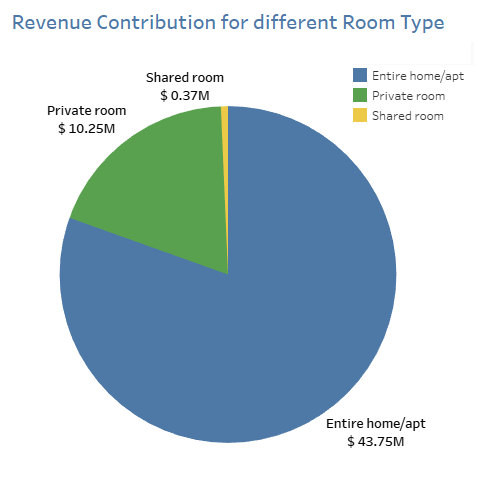 Revenue Contribution for different Room Type
Shared room
$ 0.37M
Private room
$ 10.25M
Entire home/apt
Private room
Shared room
Entire home/apt
$ 43.75M